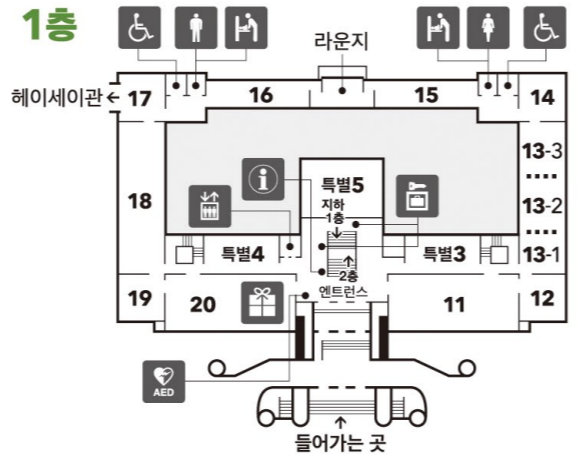 1층
라운지
헤이세이관 ←
17
16
15
14
13-3
13-2
13-1
18
특별5
지하
1층
↓
↑
2층
엔트런스
특별4
특별3
19
20
11
12
AED
↑
들어가는 곳